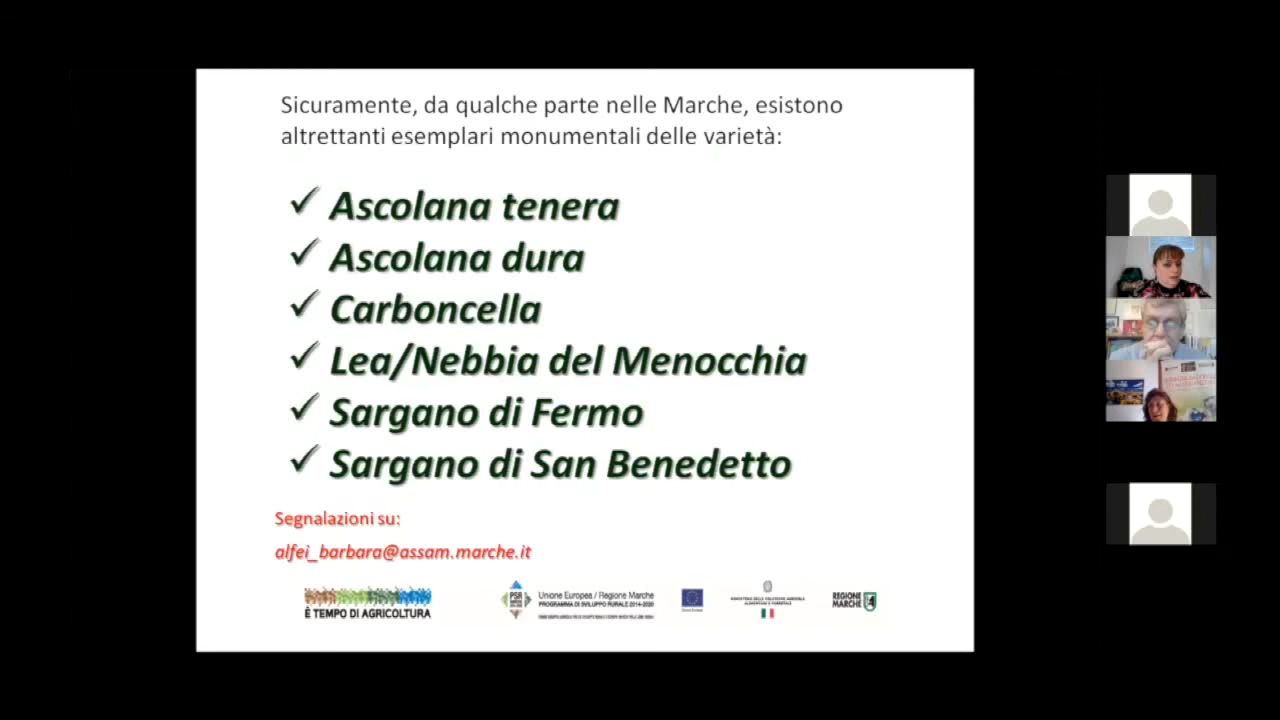 Sicuramente, da qualche parte nelle Marche, esistono
altrettanti esemplari monumentali delle varietà:
✓ Ascolana tenera
✓ Ascolana dura
✓ Carboncella
✓ Lea/Nebbia del Menocchia
✓ Sargano di Fermo
✓ Sargano di San Benedetto
Segnalazioni su:
alfei_barbara@assam.marche.it
È TEMPO DI AGRICOLTURA
PSR
Unione Europea / Regione Marche
PROGRAMMA DI SVILUPPO RURALE 2014-2020
REGIONE
MARCHE